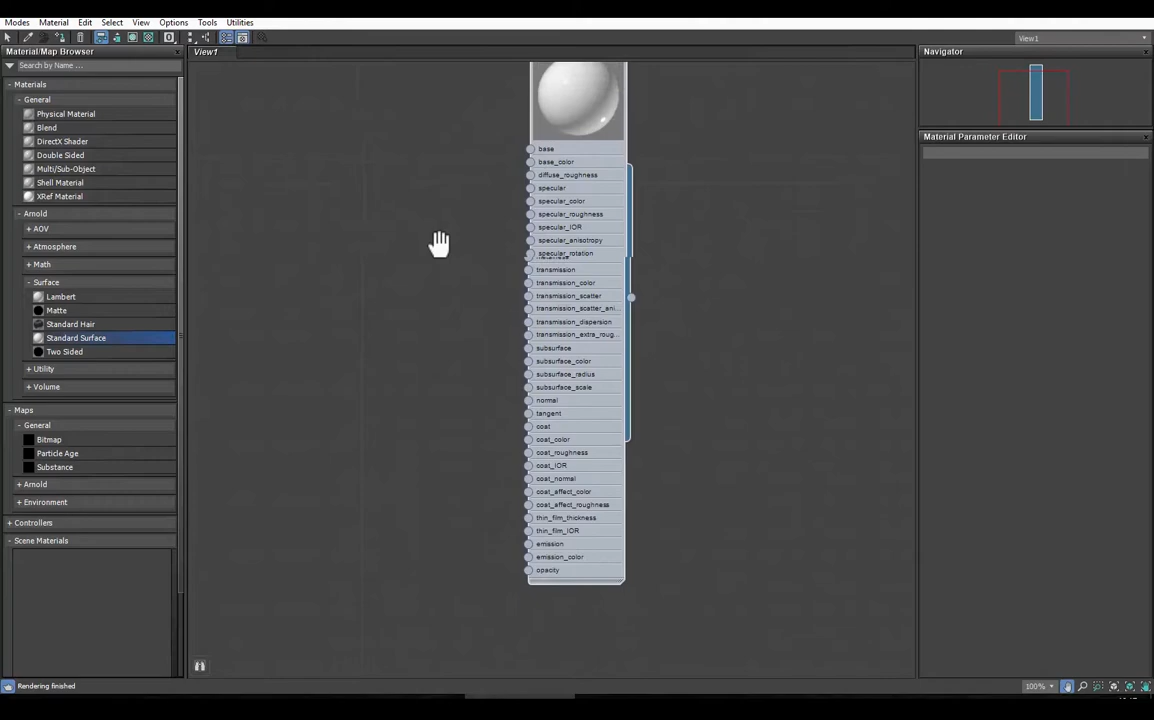 Modes Material Edit Select View Options Tools Utilities
View1
Material/Map Browser
Search by Name ...
- Materials
- General
Physical Material
Blend
DirectX Shader
Double Sided
Multi/Sub-Object
Shell Material
XRef Material
- Arnold
+ AOV
+ Atmosphere
+ Math
- Surface
Lambert
Matte
Standard Hair
Standard Surface
Two Sided
+ Utility
+ Volume
- Maps
- General
Bitmap
Particle Age
Substance
+ Arnold
+ Environment
+ Controllers
- Scene Materials
View1
base
base_color
diffuse_roughness
specular
specular_color
specular_roughness
specular_IOR
specular_anisotropy
specular_rotation
transmission
transmission_color
transmission_scatter
transmission_scatter_ani...
transmission_dispersion
transmission_extra_roug...
subsurface
subsurface_color
subsurface_radius
subsurface_scale
normal
tangent
coat
coat_color
coat_roughness
coat_IOR
coat_normal
coat_affect_color
coat_affect_roughness
thin_film_thickness
thin_film_IOR
emission
emission_color
opacity
Navigator
Material Parameter Editor
Rendering finished
100%